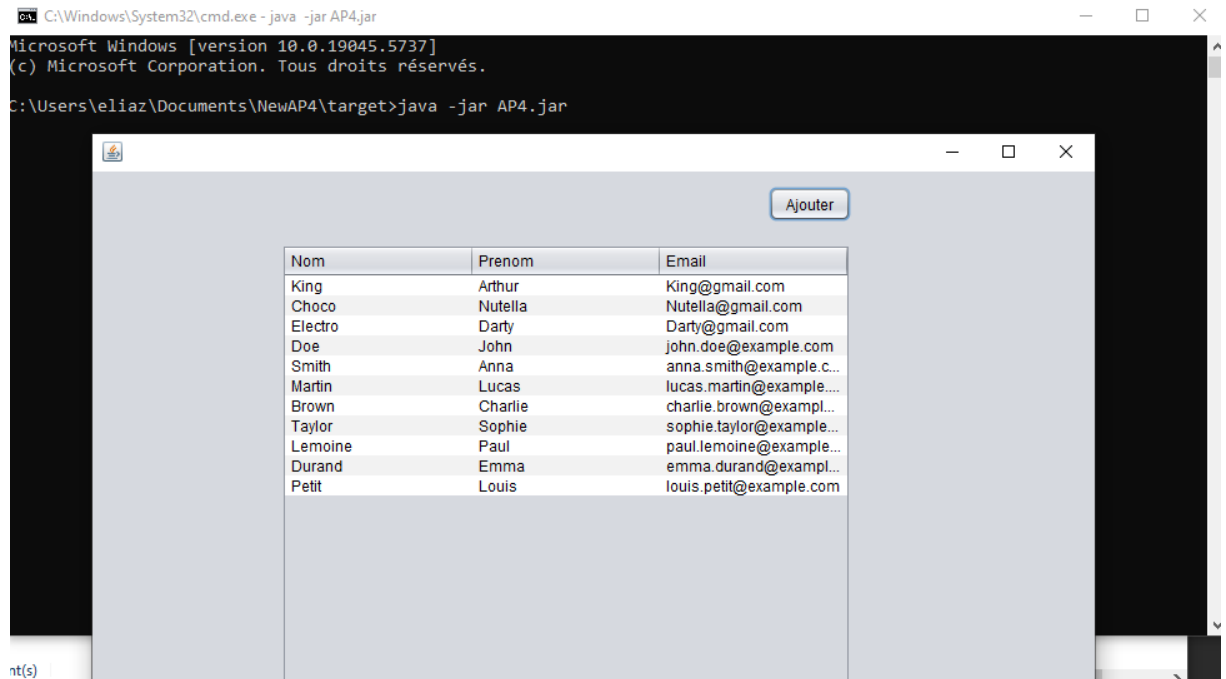 C:\Windows\System32\cmd.exe - java -jar AP4.jar
Microsoft Windows [version 10.0.19045.5737]
(c) Microsoft Corporation. Tous droits réservés.
C:\Users\eliaz\Documents\NewAP4\target>java -jar AP4.jar
Ajouter
Nom Prenom Email
King Arthur King@gmail.com
Choco Nutella Nutella@gmail.com
Electro Darty Darty@gmail.com
Doe John john.doe@example.com
Smith Anna anna.smith@example.c...
Martin Lucas lucas.martin@example....
Brown Charlie charlie.brown@exampl...
Taylor Sophie sophie.taylor@example...
Lemoine Paul paul.lemoine@example...
Durand Emma emma.durand@exampl...
Petit Louis louis.petit@example.com
nt(s)